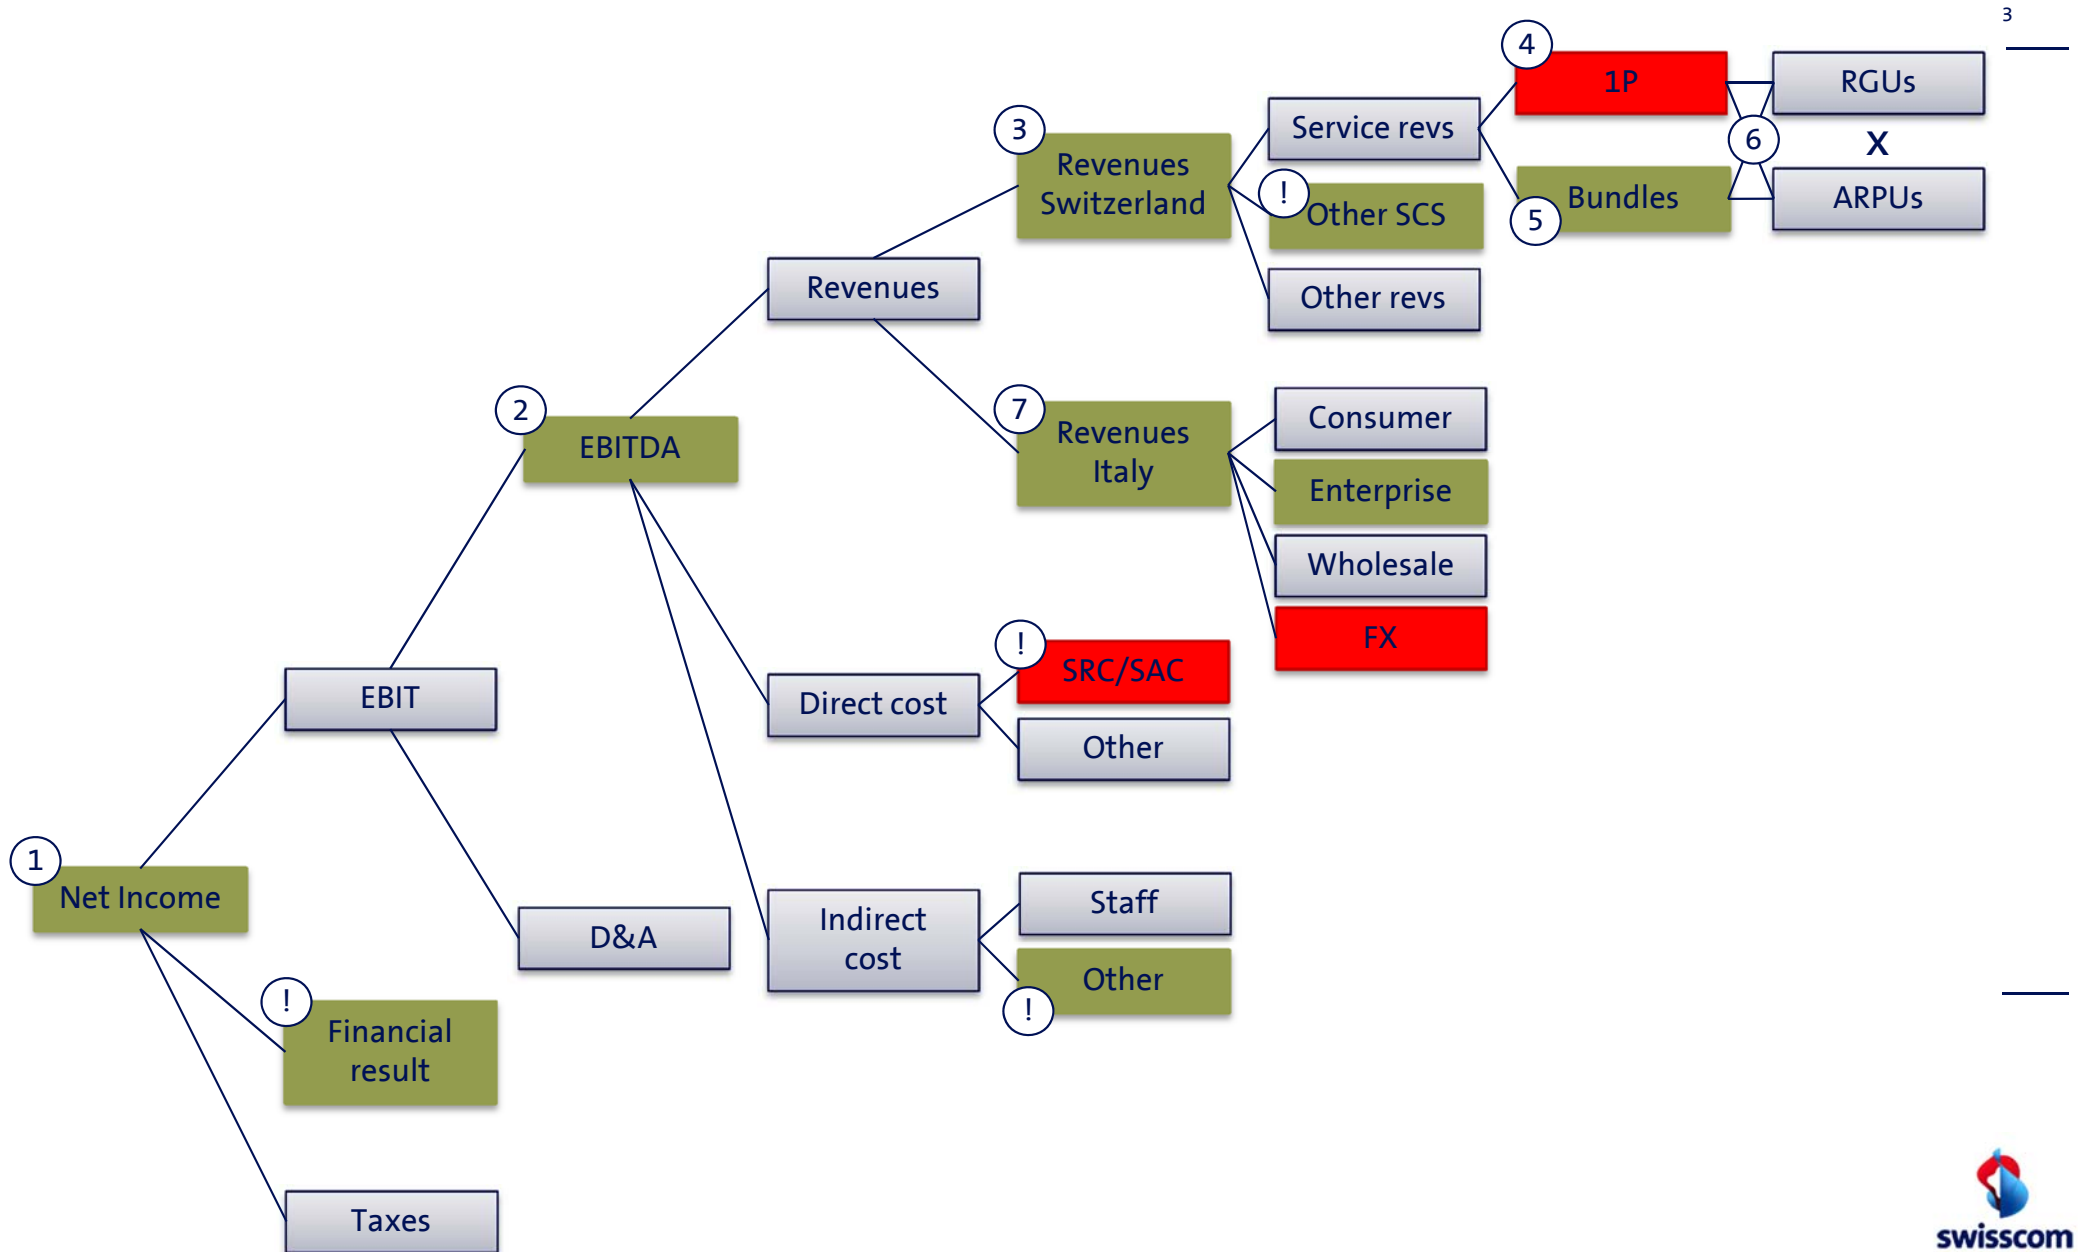 3
4
1P
RGUs
3
Service revs
6
X
Revenues
Switzerland
!
Other SCS
5
Bundles
ARPUs
Revenues
Other revs
2
EBITDA
7
Revenues
Italy
Consumer
Enterprise
Wholesale
FX
!
SRC/SAC
EBIT
Direct cost
Other
1
Net Income
D&A
Indirect
cost
Staff
Other
!
!
Financial
result
Taxes
swisscom